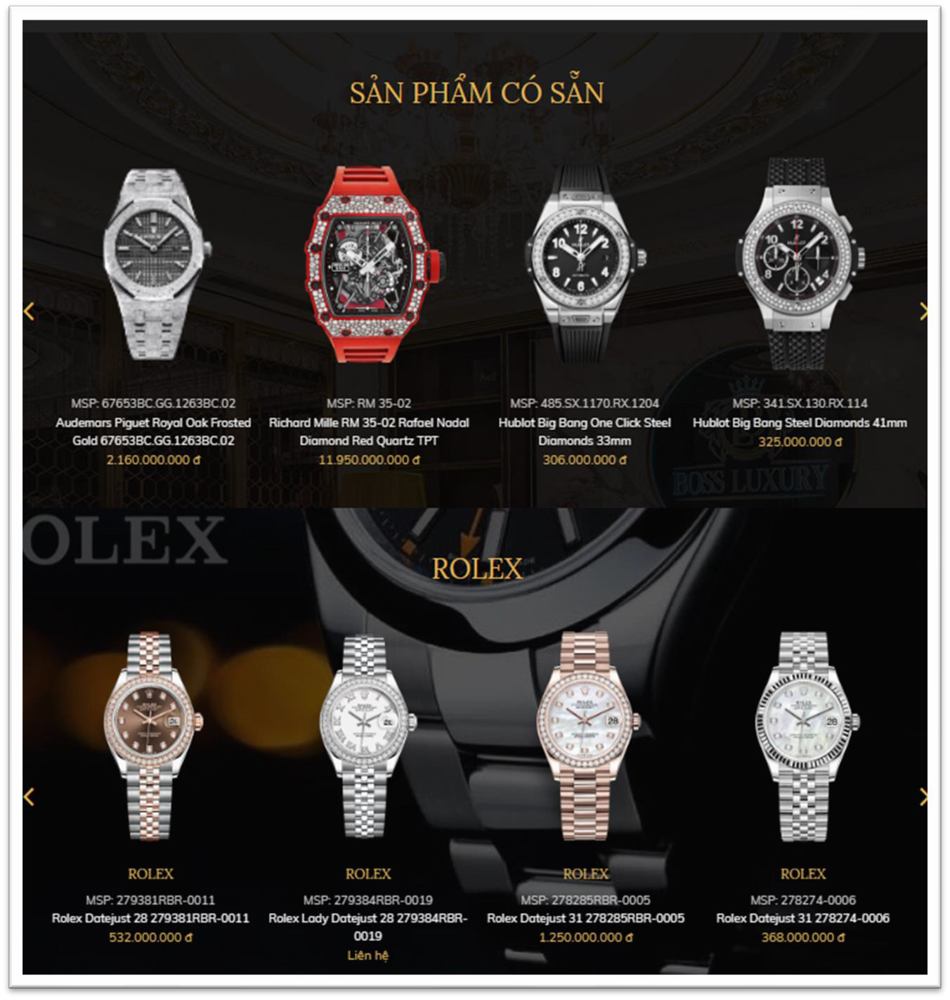 SẢN PHẨM CÓ SẴN
MSP: 67653BC.GG.1263BC.02
Audemars Piguet Royal Oak Frosted
Gold 67653BC.GG.1263BC.02
2.160.000.000 đ
MSP: RM 35-02
Richard Mille RM 35-02 Rafael Nadal
Diamond Red Quartz TPT
11.950.000.000 đ
MSP: 485.SX.1170.RX.1204
Hublot Big Bang One Click Steel
Diamonds 33mm
306.000.000 đ
MSP: 341.SX.130.RX.114
Hublot Big Bang Steel Diamonds 41mm
325.000.000 đ
BOSS LUXURY
OLEX
ROLEX
ROLEX
MSP: 279381RBR-0011
Rolex Datejust 28 279381RBR-0011
532.000.000 đ
ROLEX
MSP: 279384RBR-0019
Rolex Lady Datejust 28 279384RBR-
0019
Liên hệ
ROLEX
MSP: 278285RBR-0005
Rolex Datejust 31 278285RBR-0005
1.250.000.000 đ
ROLEX
MSP: 278274-0006
Rolex Datejust 31 278274-0006
368.000.000 đ